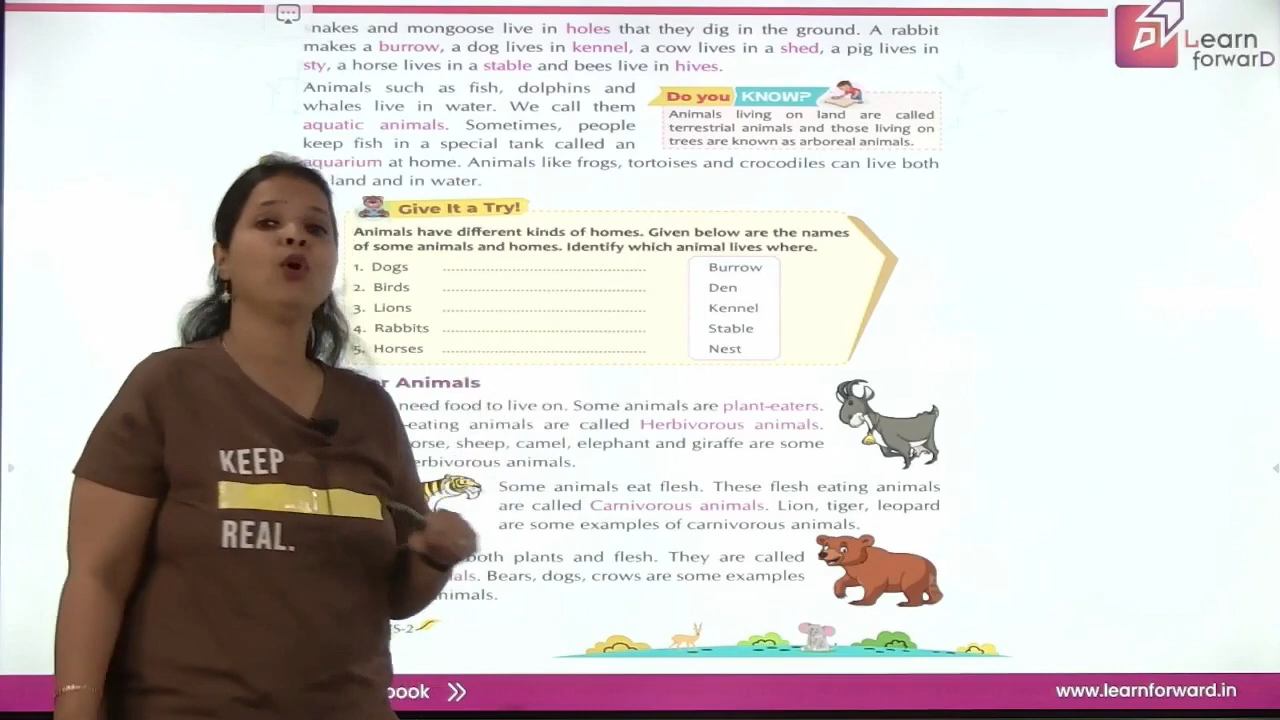 nakes and mongoose live in holes that they dig in the ground. A rabbit
makes a burrow, a dog lives in kennel, a cow lives in a shed, a pig lives in
sty, a horse lives in a stable and bees live in hives.
Animals such as fish, dolphins and
whales live in water. We call them
aquatic animals. Sometimes, people
keep fish in a special tank called an
aquarium at home. Animals like frogs, tortoises and crocodiles can live both
land and in water.
Do you KNOW?
Animals living on land are called
terrestrial animals and those living on
trees are known as arboreal animals.
Give It a Try!
Animals have different kinds of homes. Given below are the names
of some animals and homes. Identify which animal lives where.
1. Dogs ........................ Burrow
2. Birds ........................ Den
3. Lions ........................ Kennel
4. Rabbits ........................ Stable
5. Horses ........................ Nest
r Animals
need food to live on. Some animals are plant-eaters.
-eating animals are called Herbivorous animals.
orse, sheep, camel, elephant and giraffe are some
erbivorous animals.
Some animals eat flesh. These flesh eating animals
are called Carnivorous animals. Lion, tiger, leopard
are some examples of carnivorous animals.
both plants and flesh. They are called
als. Bears, dogs, crows are some examples
nimals.
S-2
KEEP
REAL.
Learn
forwarD
book
www.learnforward.in